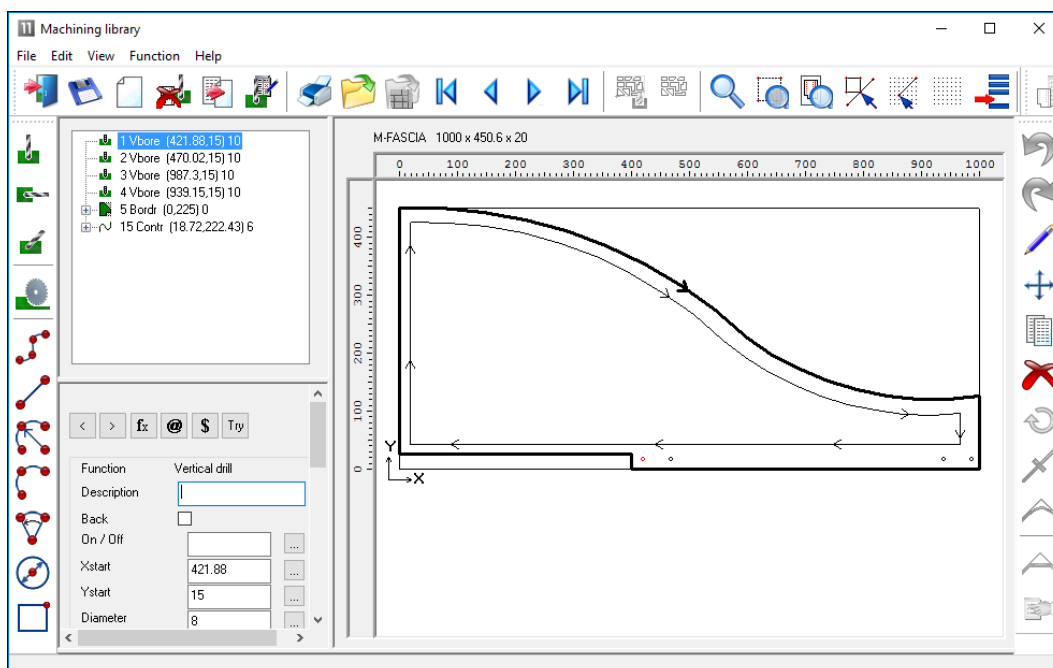 11 Machining library
File Edit View Function Help
1 Vbore (421.88,15) 10
2 Vbore (470.02,15) 10
3 Vbore (987.3,15) 10
4 Vbore (939.15,15) 10
5 Bordr (0,225) 0
15 Contr (18.72,222.43) 6
< > fx @ $ Try
Function Vertical drill
Description
Back
On / Off ...
Xstart 421.88 ...
Ystart 15 ...
Diameter 8 ...
M-FASCIA 1000 x 450.6 x 20
0 100 200 300 400 500 600 700 800 900 1000
400
300
200
100
0
Y
X